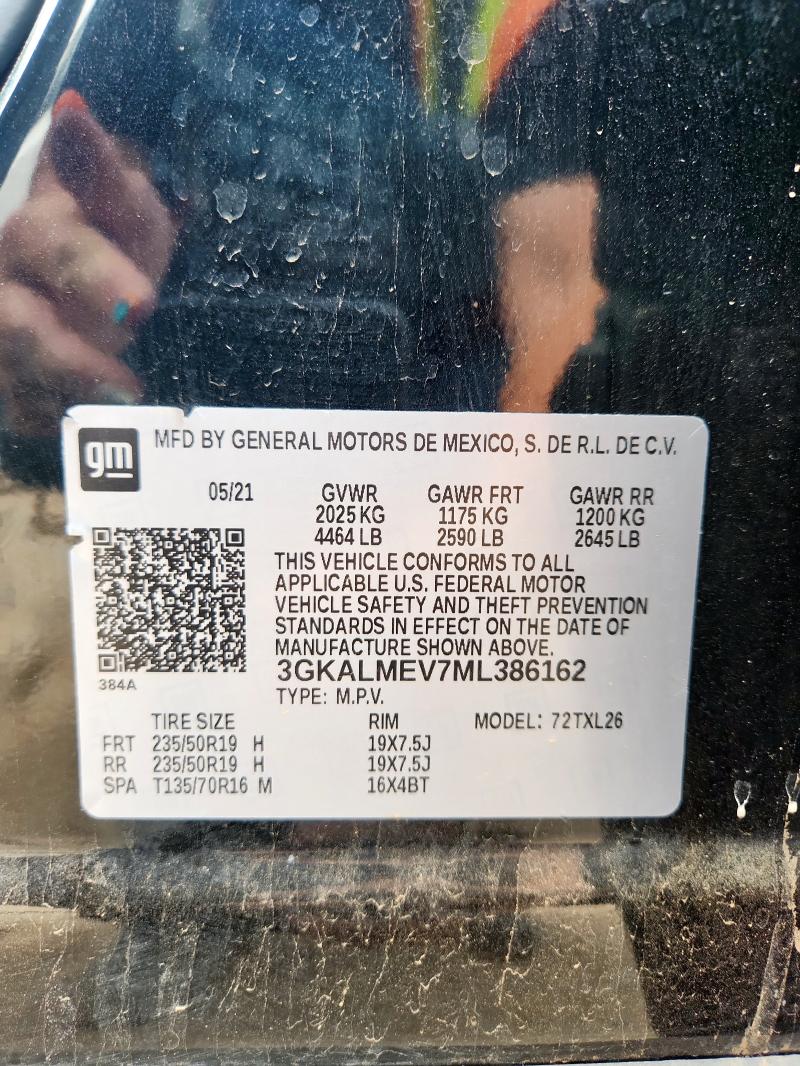 gm MFD BY GENERAL MOTORS DE MEXICO, S. DE R.L. DE C.V.
05/21 GVWR GAWR FRT GAWR RR
2025 KG 1175 KG 1200 KG
4464 LB 2590 LB 2645 LB
THIS VEHICLE CONFORMS TO ALL
APPLICABLE U.S. FEDERAL MOTOR
VEHICLE SAFETY AND THEFT PREVENTION
STANDARDS IN EFFECT ON THE DATE OF
MANUFACTURE SHOWN ABOVE.
3GKALMEV7ML386162
384A
TYPE: M.P.V.
TIRE SIZE RIM MODEL: 72TXL26
FRT 235/50R19 H 19X7.5J
RR 235/50R19 H 19X7.5J
SPA T135/70R16 M 16X4BT